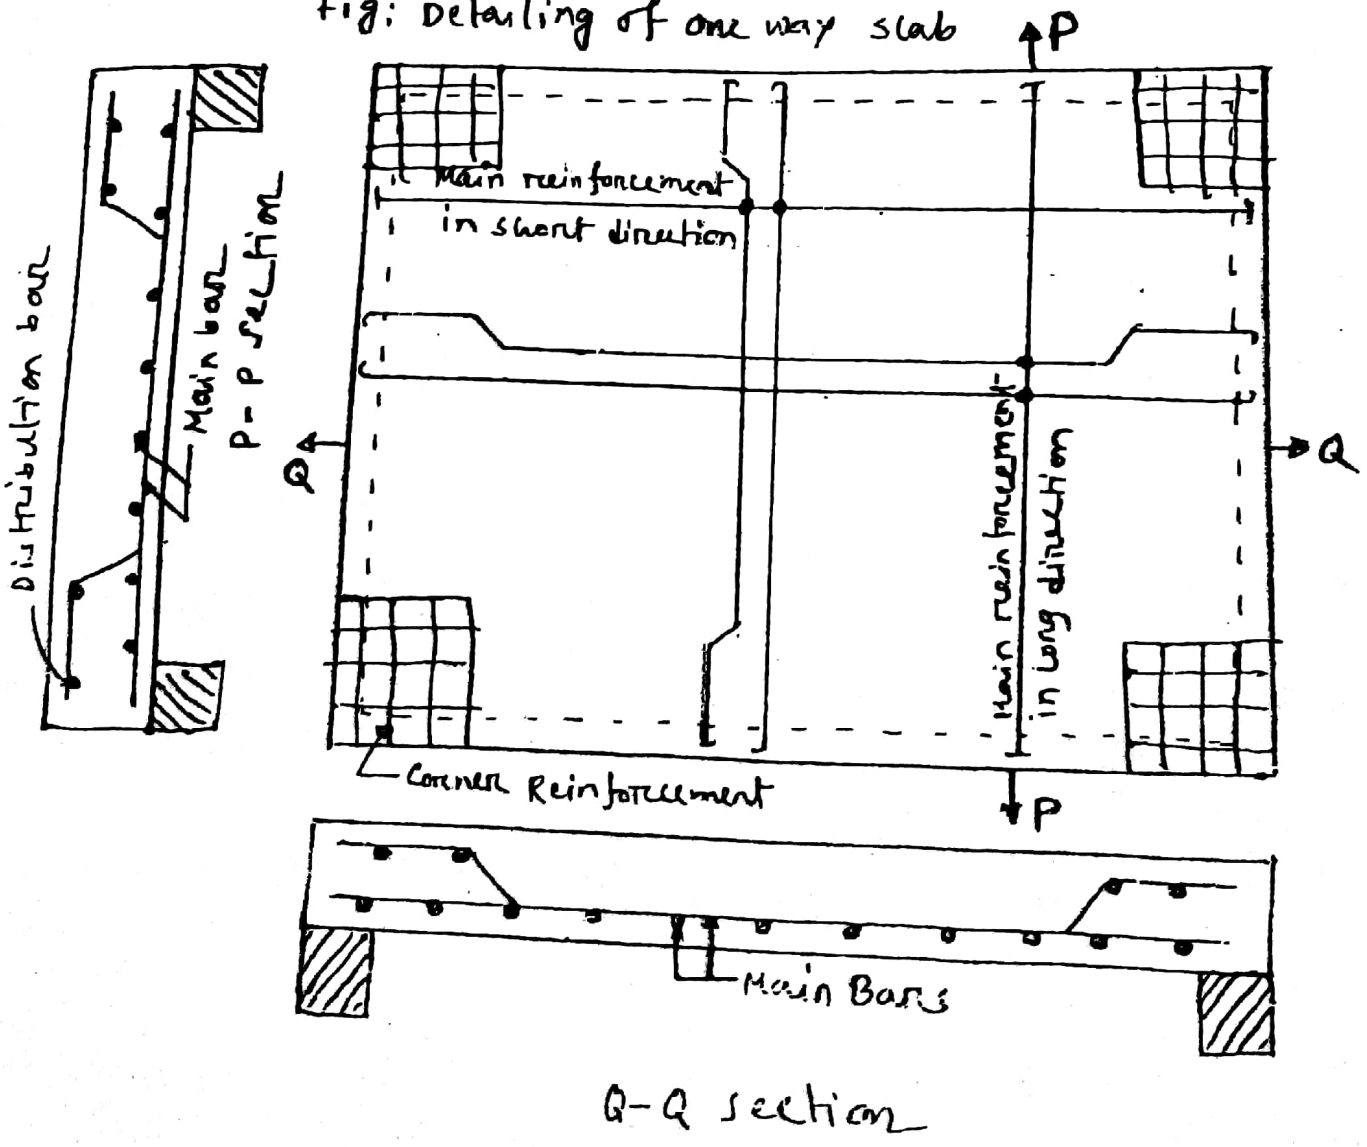 Fig: Detailing of one way slab
P
Main reinforcement
in short direction
Distribution bar
Main bar
P-P section
Q
Q
Main reinforcement
in long direction
Corner Reinforcement
P
Main Bars
Q-Q section